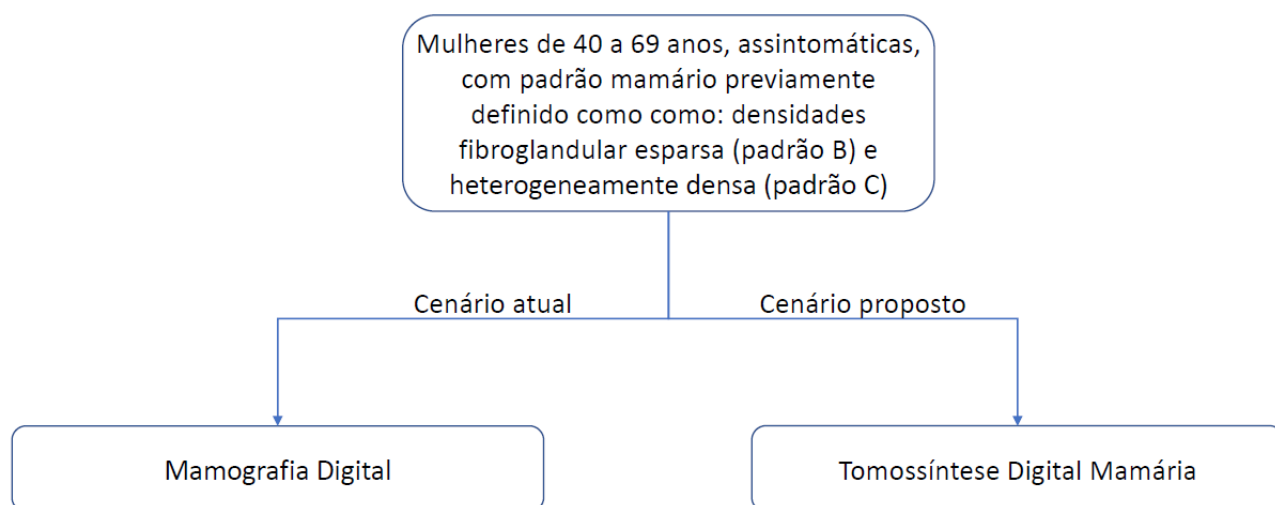 Mulheres de 40 a 69 anos, assintomáticas,
com padrão mamário previamente
definido como como: densidades
fibroglandular esparsa (padrão B) e
heterogeneamente densa (padrão C)
Cenário atual
Cenário proposto
Mamografia Digital
Tomossíntese Digital Mamária